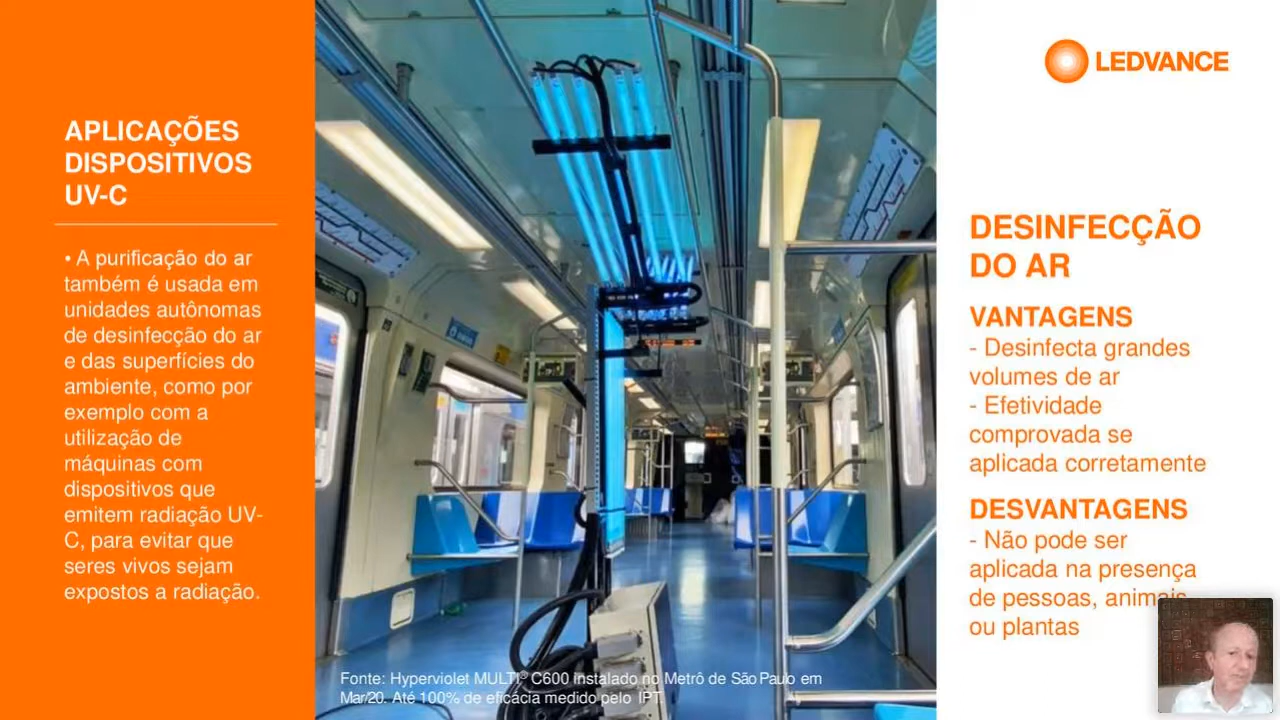 APLICAÇÕES
DISPOSITIVOS
UV-C
• A purificação do ar
também é usada em
unidades autônomas
de desinfecção do ar
e das superfícies do
ambiente, como por
exemplo com a
utilização de
máquinas com
dispositivos que
emitem radiação UV-
C, para evitar que
seres vivos sejam
expostos a radiação.
Fonte: Hyperviolet MULTI® C600 instalado no Metrô de São Paulo em
Mar/20. Até 100% de eficácia medido pelo IPT.
LEDVANCE
DESINFECÇÃO
DO AR
VANTAGENS
- Desinfecta grandes
volumes de ar
- Efetividade
comprovada se
aplicada corretamente
DESVANTAGENS
- Não pode ser
aplicada na presença
de pessoas, animais
ou plantas